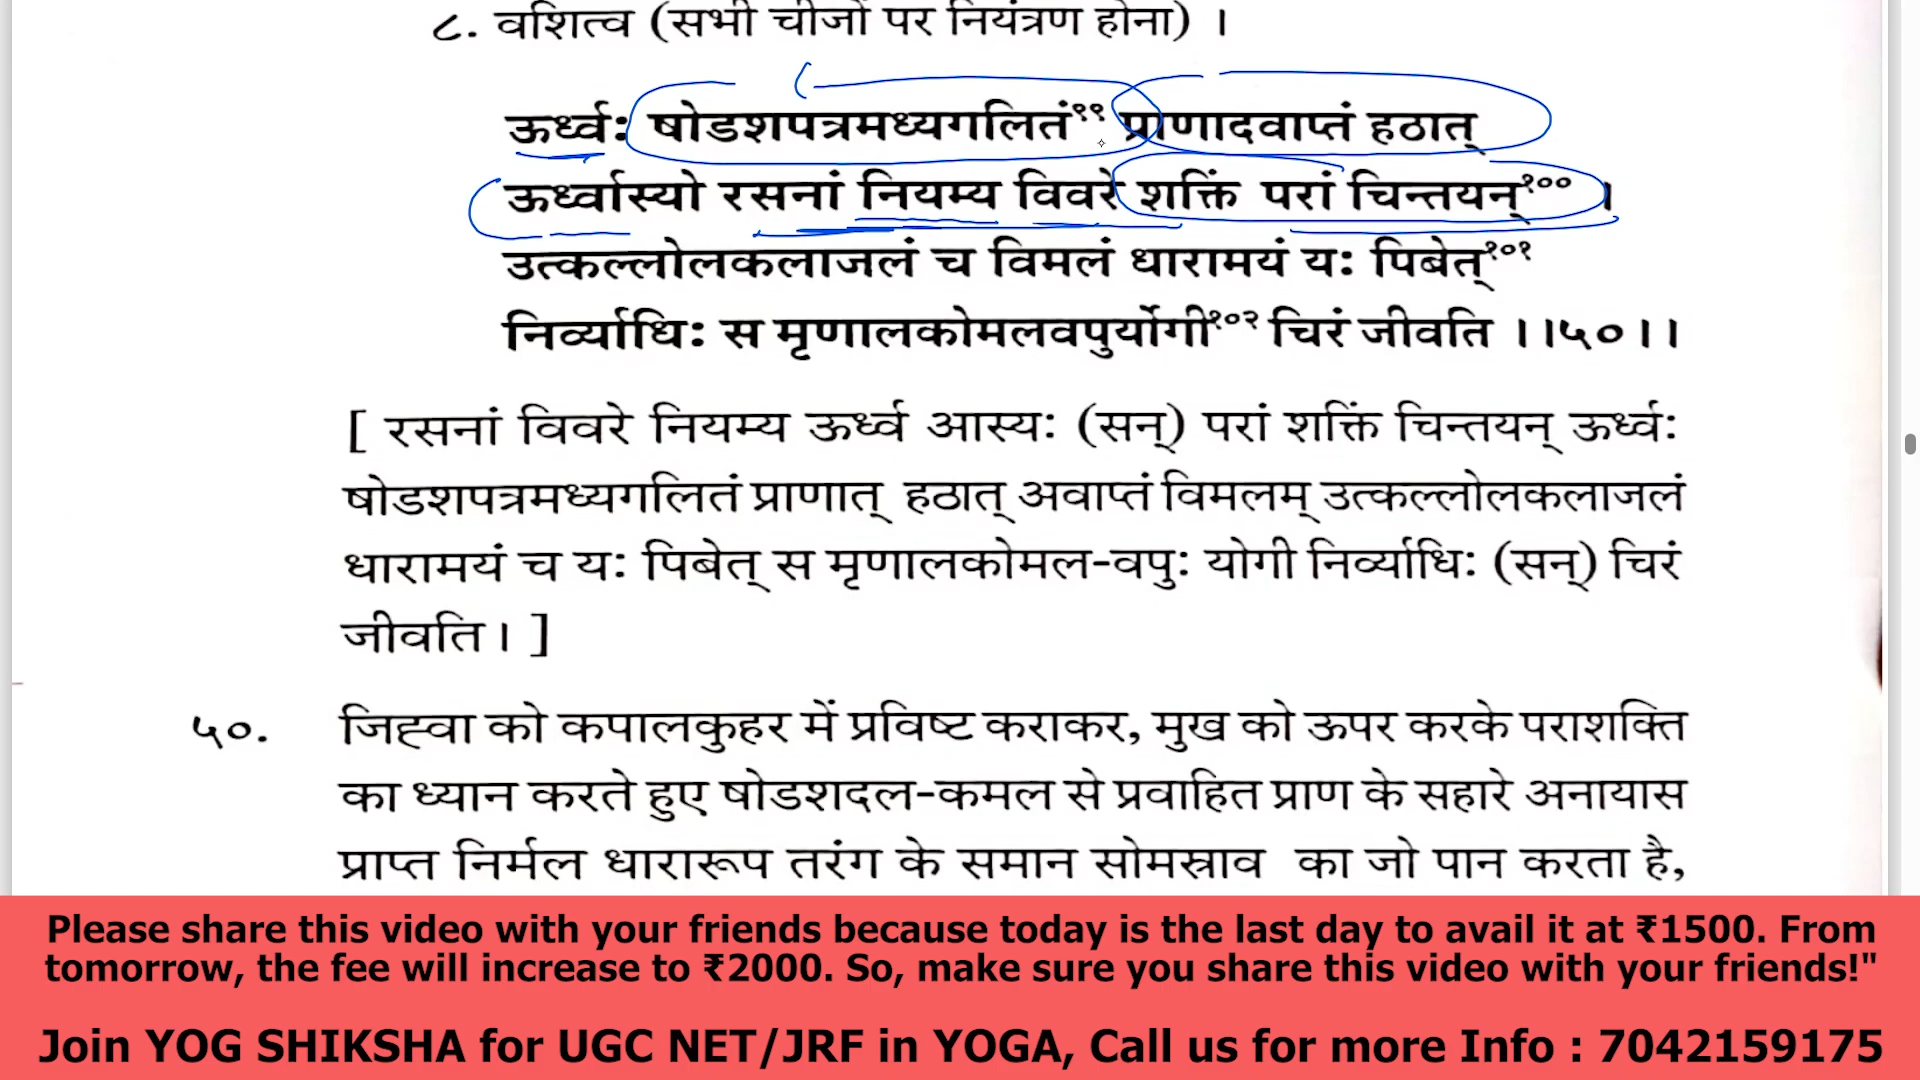 ८. वशित्व (सभी चीजों पर नियंत्रण होना) ।
ऊर्ध्वः षोडशपत्रमध्यगलितं९९ प्राणादवाप्तं हठात्
ऊर्ध्वास्यो रसनां नियम्य विवरे शक्तिं परां चिन्तयन्१०० ।
उत्कल्लोलकलाजलं च विमलं धारामयं यः पिबेत्१०१
निर्व्याधिः स मृणालकोमलवपुर्योगी१०२ चिरं जीवति ।।५०।।
[ रसनां विवरे नियम्य ऊर्ध्व आस्यः (सन्) परां शक्तिं चिन्तयन् ऊर्ध्वः
षोडशपत्रमध्यगलितं प्राणात् हठात् अवाप्तं विमलम् उत्कल्लोलकलाजलं
धारामयं च यः पिबेत् स मृणालकोमल-वपुः योगी निर्व्याधिः (सन्) चिरं
जीवति । ]
५०. जिह्वा को कपालकुहर में प्रविष्ट कराकर, मुख को ऊपर करके पराशक्ति
का ध्यान करते हुए षोडशदल-कमल से प्रवाहित प्राण के सहारे अनायास
प्राप्त निर्मल धारारूप तरंग के समान सोमस्राव का जो पान करता है,
Please share this video with your friends because today is the last day to avail it at ₹1500. From
tomorrow, the fee will increase to ₹2000. So, make sure you share this video with your friends!"
Join YOG SHIKSHA for UGC NET/JRF in YOGA, Call us for more Info : 7042159175